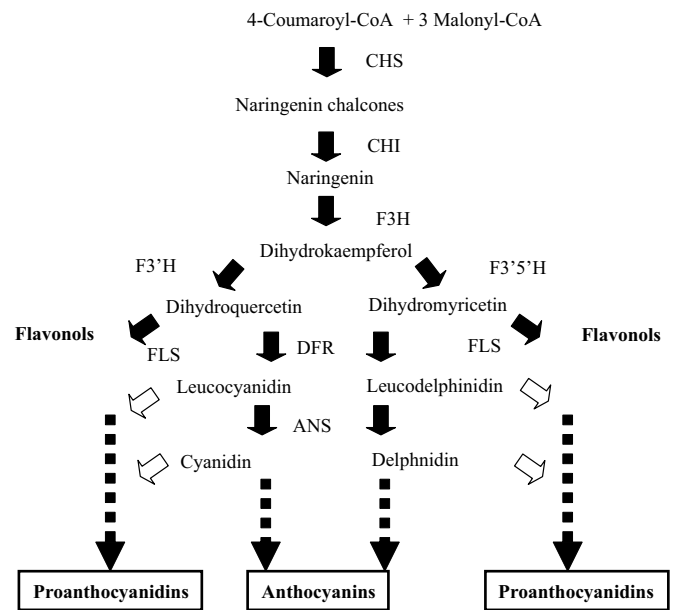 4-Coumaroyl-CoA + 3 Malonyl-CoA
CHS
Naringenin chalcones
CHI
Naringenin
F3H
Dihydrokaempferol
F3’H
F3’5’H
Dihydroquercetin
Dihydromyricetin
Flavonols
FLS
DFR
FLS
Flavonols
Leucocyanidin
Leucodelphinidin
ANS
Cyanidin
Delphnidin
Proanthocyanidins
Anthocyanins
Proanthocyanidins